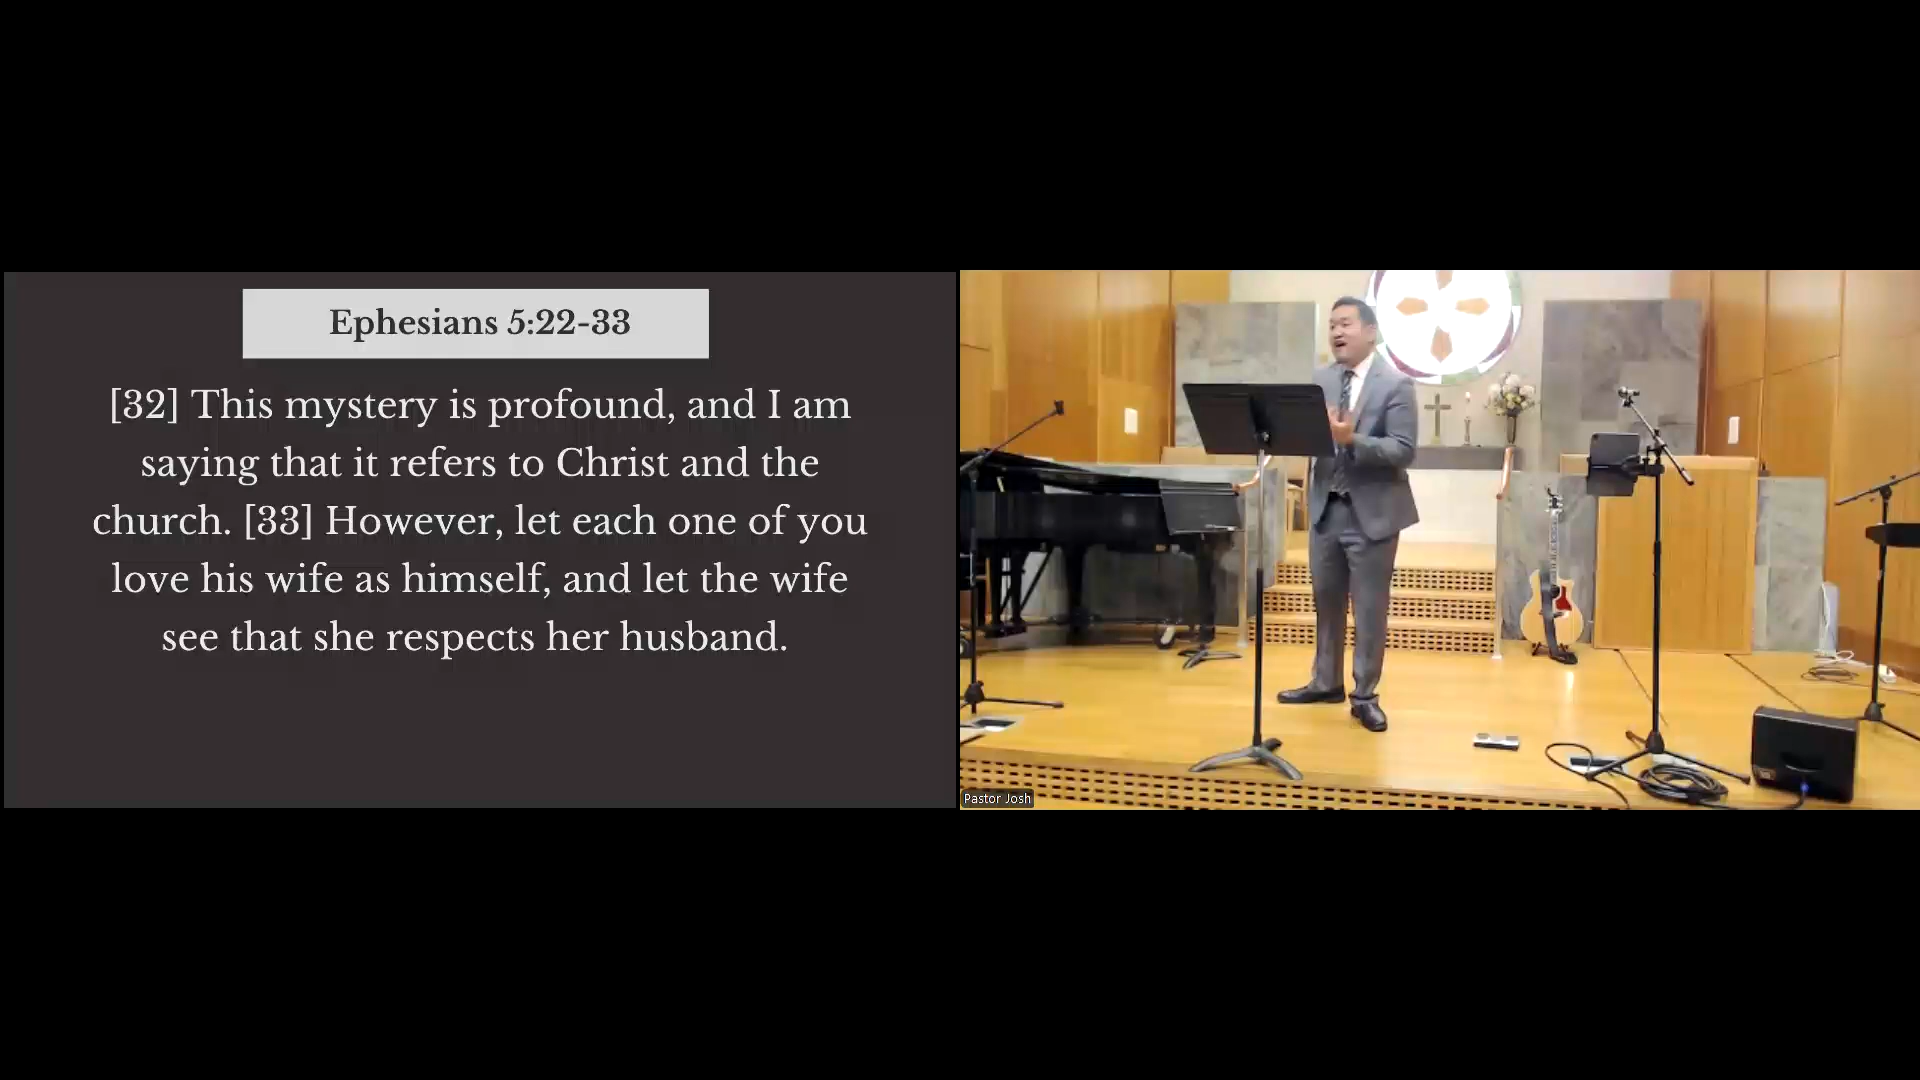 Ephesians 5:22-33
[32] This mystery is profound, and I am
saying that it refers to Christ and the
church. [33] However, let each one of you
love his wife as himself, and let the wife
see that she respects her husband.
Pastor Josh